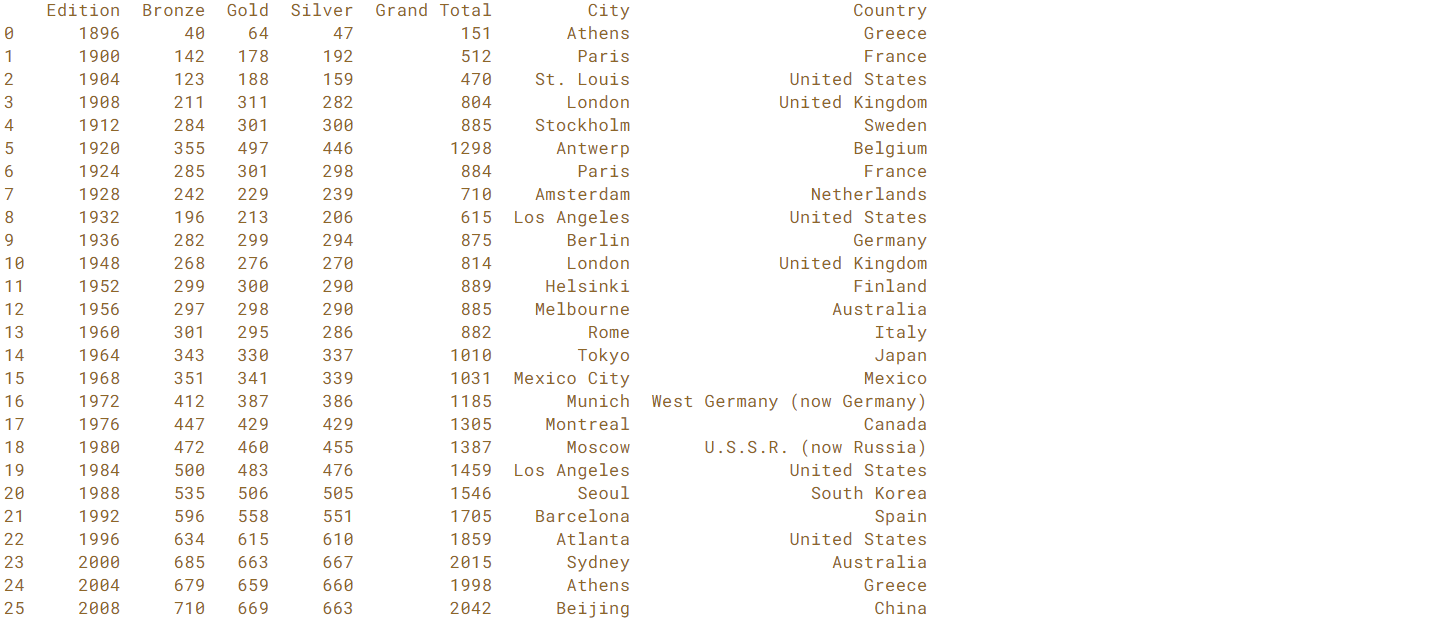 Edition Bronze Gold Silver Grand Total City Country
0 1896 40 64 47 151 Athens Greece
1 1900 142 178 192 512 Paris France
2 1904 123 188 159 470 St. Louis United States
3 1908 211 311 282 804 London United Kingdom
4 1912 284 301 300 885 Stockholm Sweden
5 1920 355 497 446 1298 Antwerp Belgium
6 1924 285 301 298 884 Paris France
7 1928 242 229 239 710 Amsterdam Netherlands
8 1932 196 213 206 615 Los Angeles United States
9 1936 282 299 294 875 Berlin Germany
10 1948 268 276 270 814 London United Kingdom
11 1952 299 300 290 889 Helsinki Finland
12 1956 297 298 290 885 Melbourne Australia
13 1960 301 295 286 882 Rome Italy
14 1964 343 330 337 1010 Tokyo Japan
15 1968 351 341 339 1031 Mexico City Mexico
16 1972 412 387 386 1185 Munich West Germany (now Germany)
17 1976 447 429 429 1305 Montreal Canada
18 1980 472 460 455 1387 Moscow U.S.S.R. (now Russia)
19 1984 500 483 476 1459 Los Angeles United States
20 1988 535 506 505 1546 Seoul South Korea
21 1992 596 558 551 1705 Barcelona Spain
22 1996 634 615 610 1859 Atlanta United States
23 2000 685 663 667 2015 Sydney Australia
24 2004 679 659 660 1998 Athens Greece
25 2008 710 669 663 2042 Beijing China